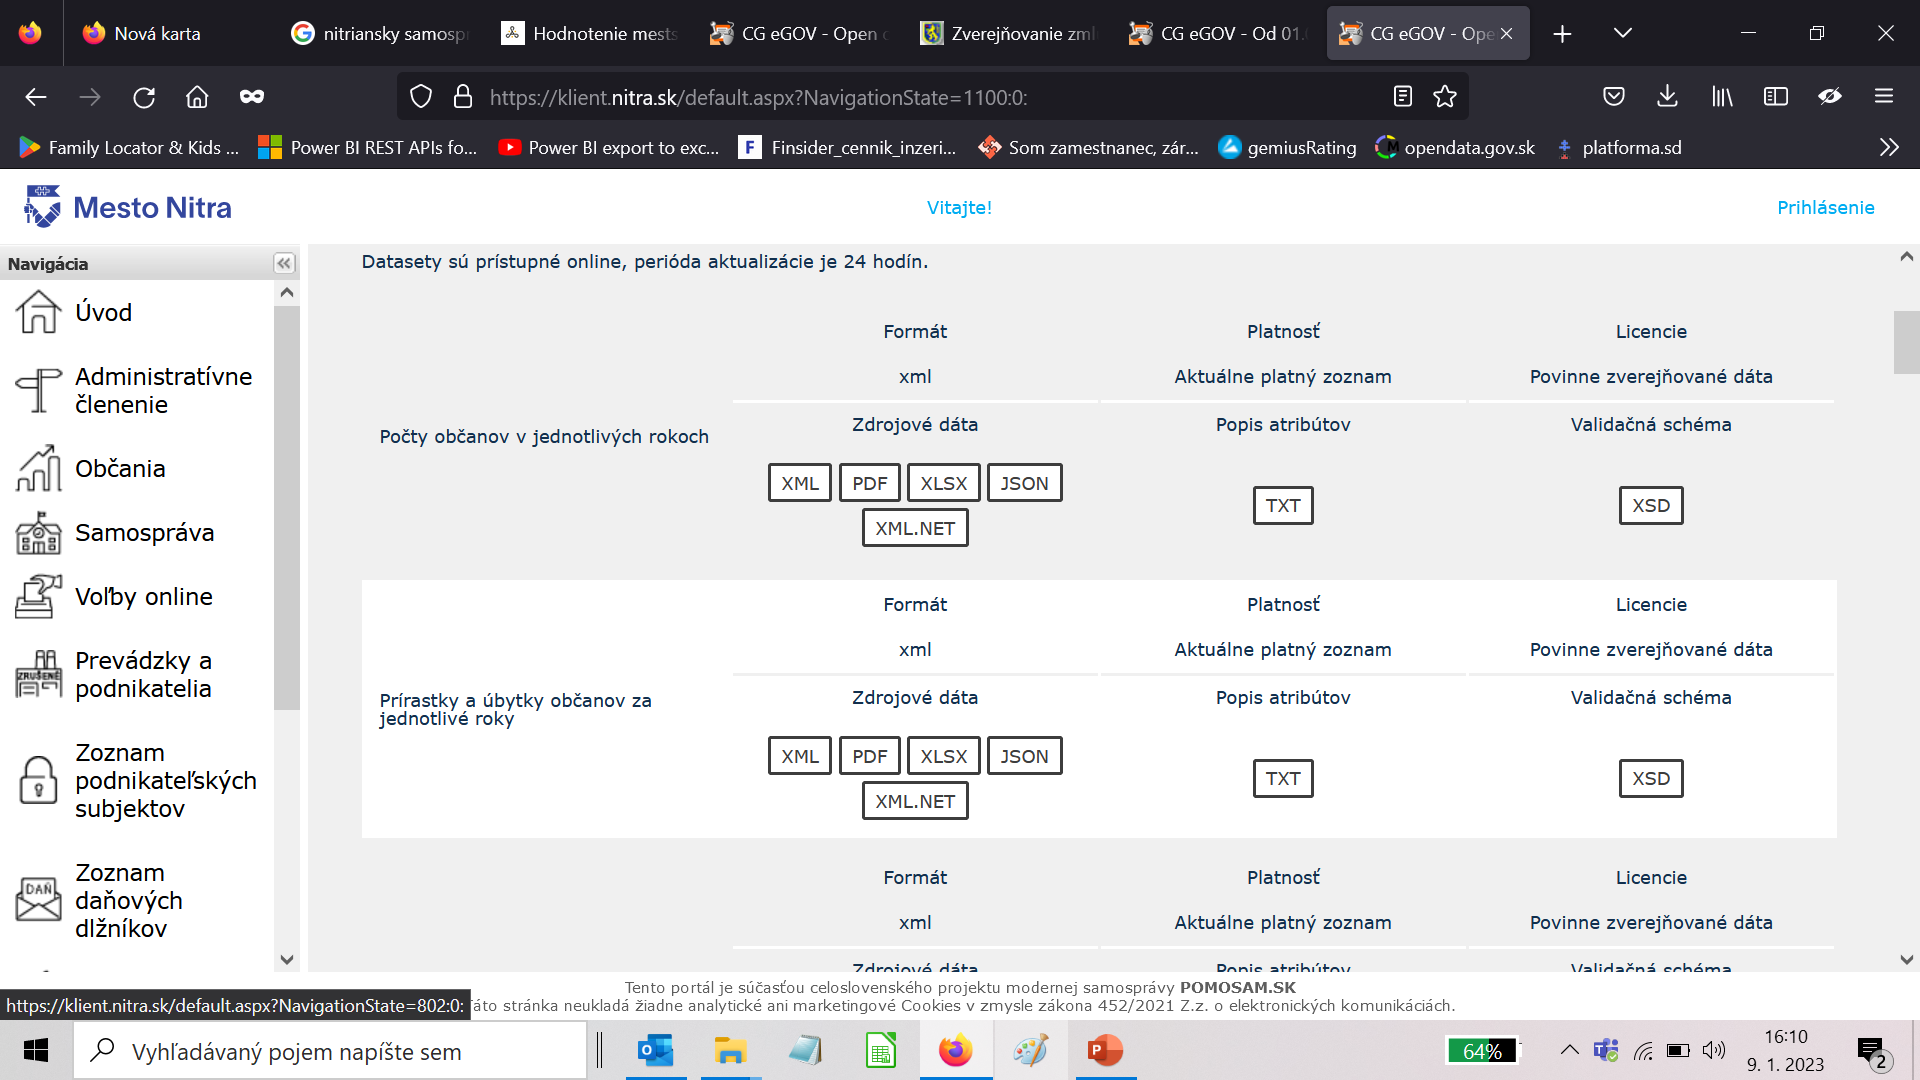 Nová karta
nitriansky samosp
Hodnotenie mests
CG eGOV - Open d
Zverejňovanie zml
CG eGOV - Od 01.0
CG eGOV - Ope
https://klient.nitra.sk/default.aspx?NavigationState=1100:0:
Family Locator & Kids ...
Power BI REST APIs fo...
Power BI export to exc...
Finsider_cennik_inzeri...
Som zamestnanec, zár...
gemiusRating
opendata.gov.sk
platforma.sd
Mesto Nitra
Vitajte!
Prihlásenie
Navigácia
Úvod
Administratívne
členenie
Občania
Samospráva
Voľby online
ZRUŠENÉ
Prevádzky a
podnikatelia
Zoznam
podnikateľských
subjektov
DAŇ
Zoznam
daňových
dlžníkov
Datasety sú prístupné online, perióda aktualizácie je 24 hodín.
Formát
Platnosť
Licencie
xml
Aktuálne platný zoznam
Povinne zverejňované dáta
Počty občanov v jednotlivých rokoch
Zdrojové dáta
Popis atribútov
Validačná schéma
XML
PDF
XLSX
JSON
XML.NET
TXT
XSD
Formát
Platnosť
Licencie
xml
Aktuálne platný zoznam
Povinne zverejňované dáta
Prírastky a úbytky občanov za
jednotlivé roky
Zdrojové dáta
Popis atribútov
Validačná schéma
XML
PDF
XLSX
JSON
XML.NET
TXT
XSD
Formát
Platnosť
Licencie
xml
Aktuálne platný zoznam
Povinne zverejňované dáta
Zdrojové dáta
Popis atribútov
Validačná schéma
Tento portál je súčasťou celoslovenského projektu modernej samosprávy POMOSAM.SK
https://klient.nitra.sk/default.aspx?NavigationState=802:0:
áto stránka neukladá žiadne analytické ani marketingové Cookies v zmysle zákona 452/2021 Z.z. o elektronických komunikáciách.
Vyhľadávaný pojem napíšte sem
64%
16:10
9. 1. 2023
2